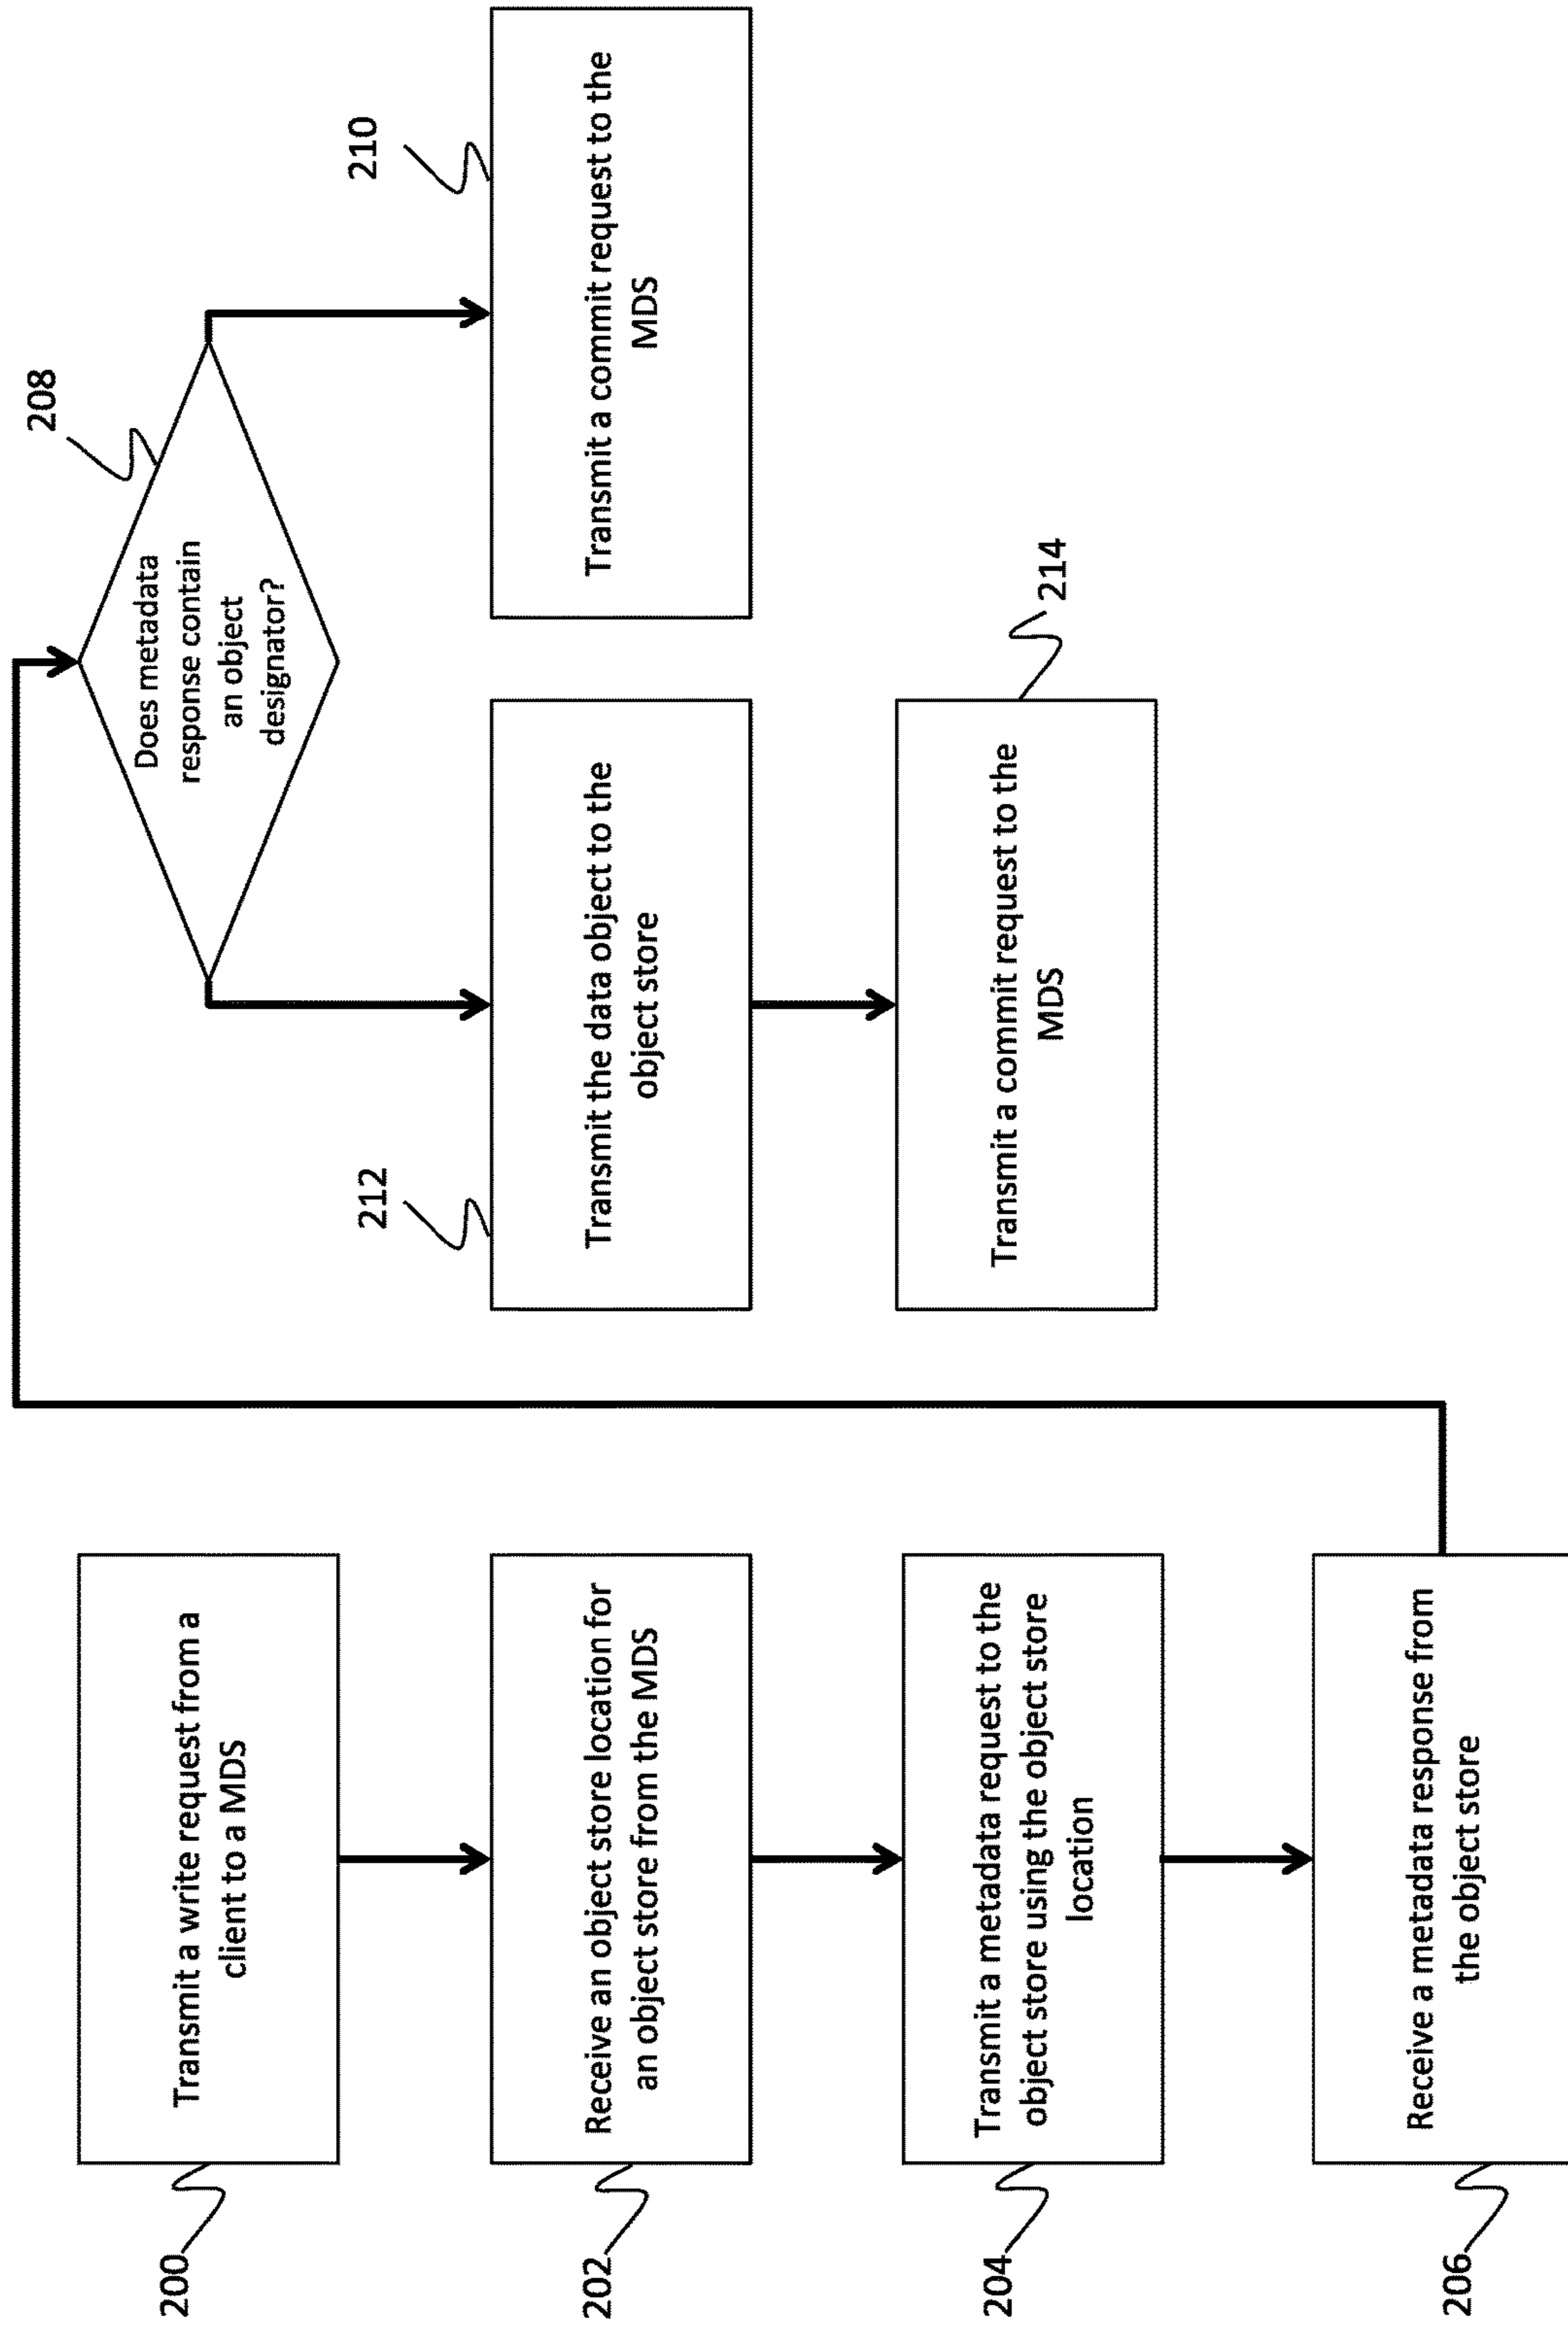 200
Transmit a write request from a
client to a MDS
202
Receive an object store location for
an object store from the MDS
204
Transmit a metadata request to the
object store using the object store
location
206
Receive a metadata response from
the object store
208
Does metadata
response contain
an object
designator?
212
Transmit the data object to the
object store
210
Transmit a commit request to the
MDS
214
Transmit a commit request to the
MDS